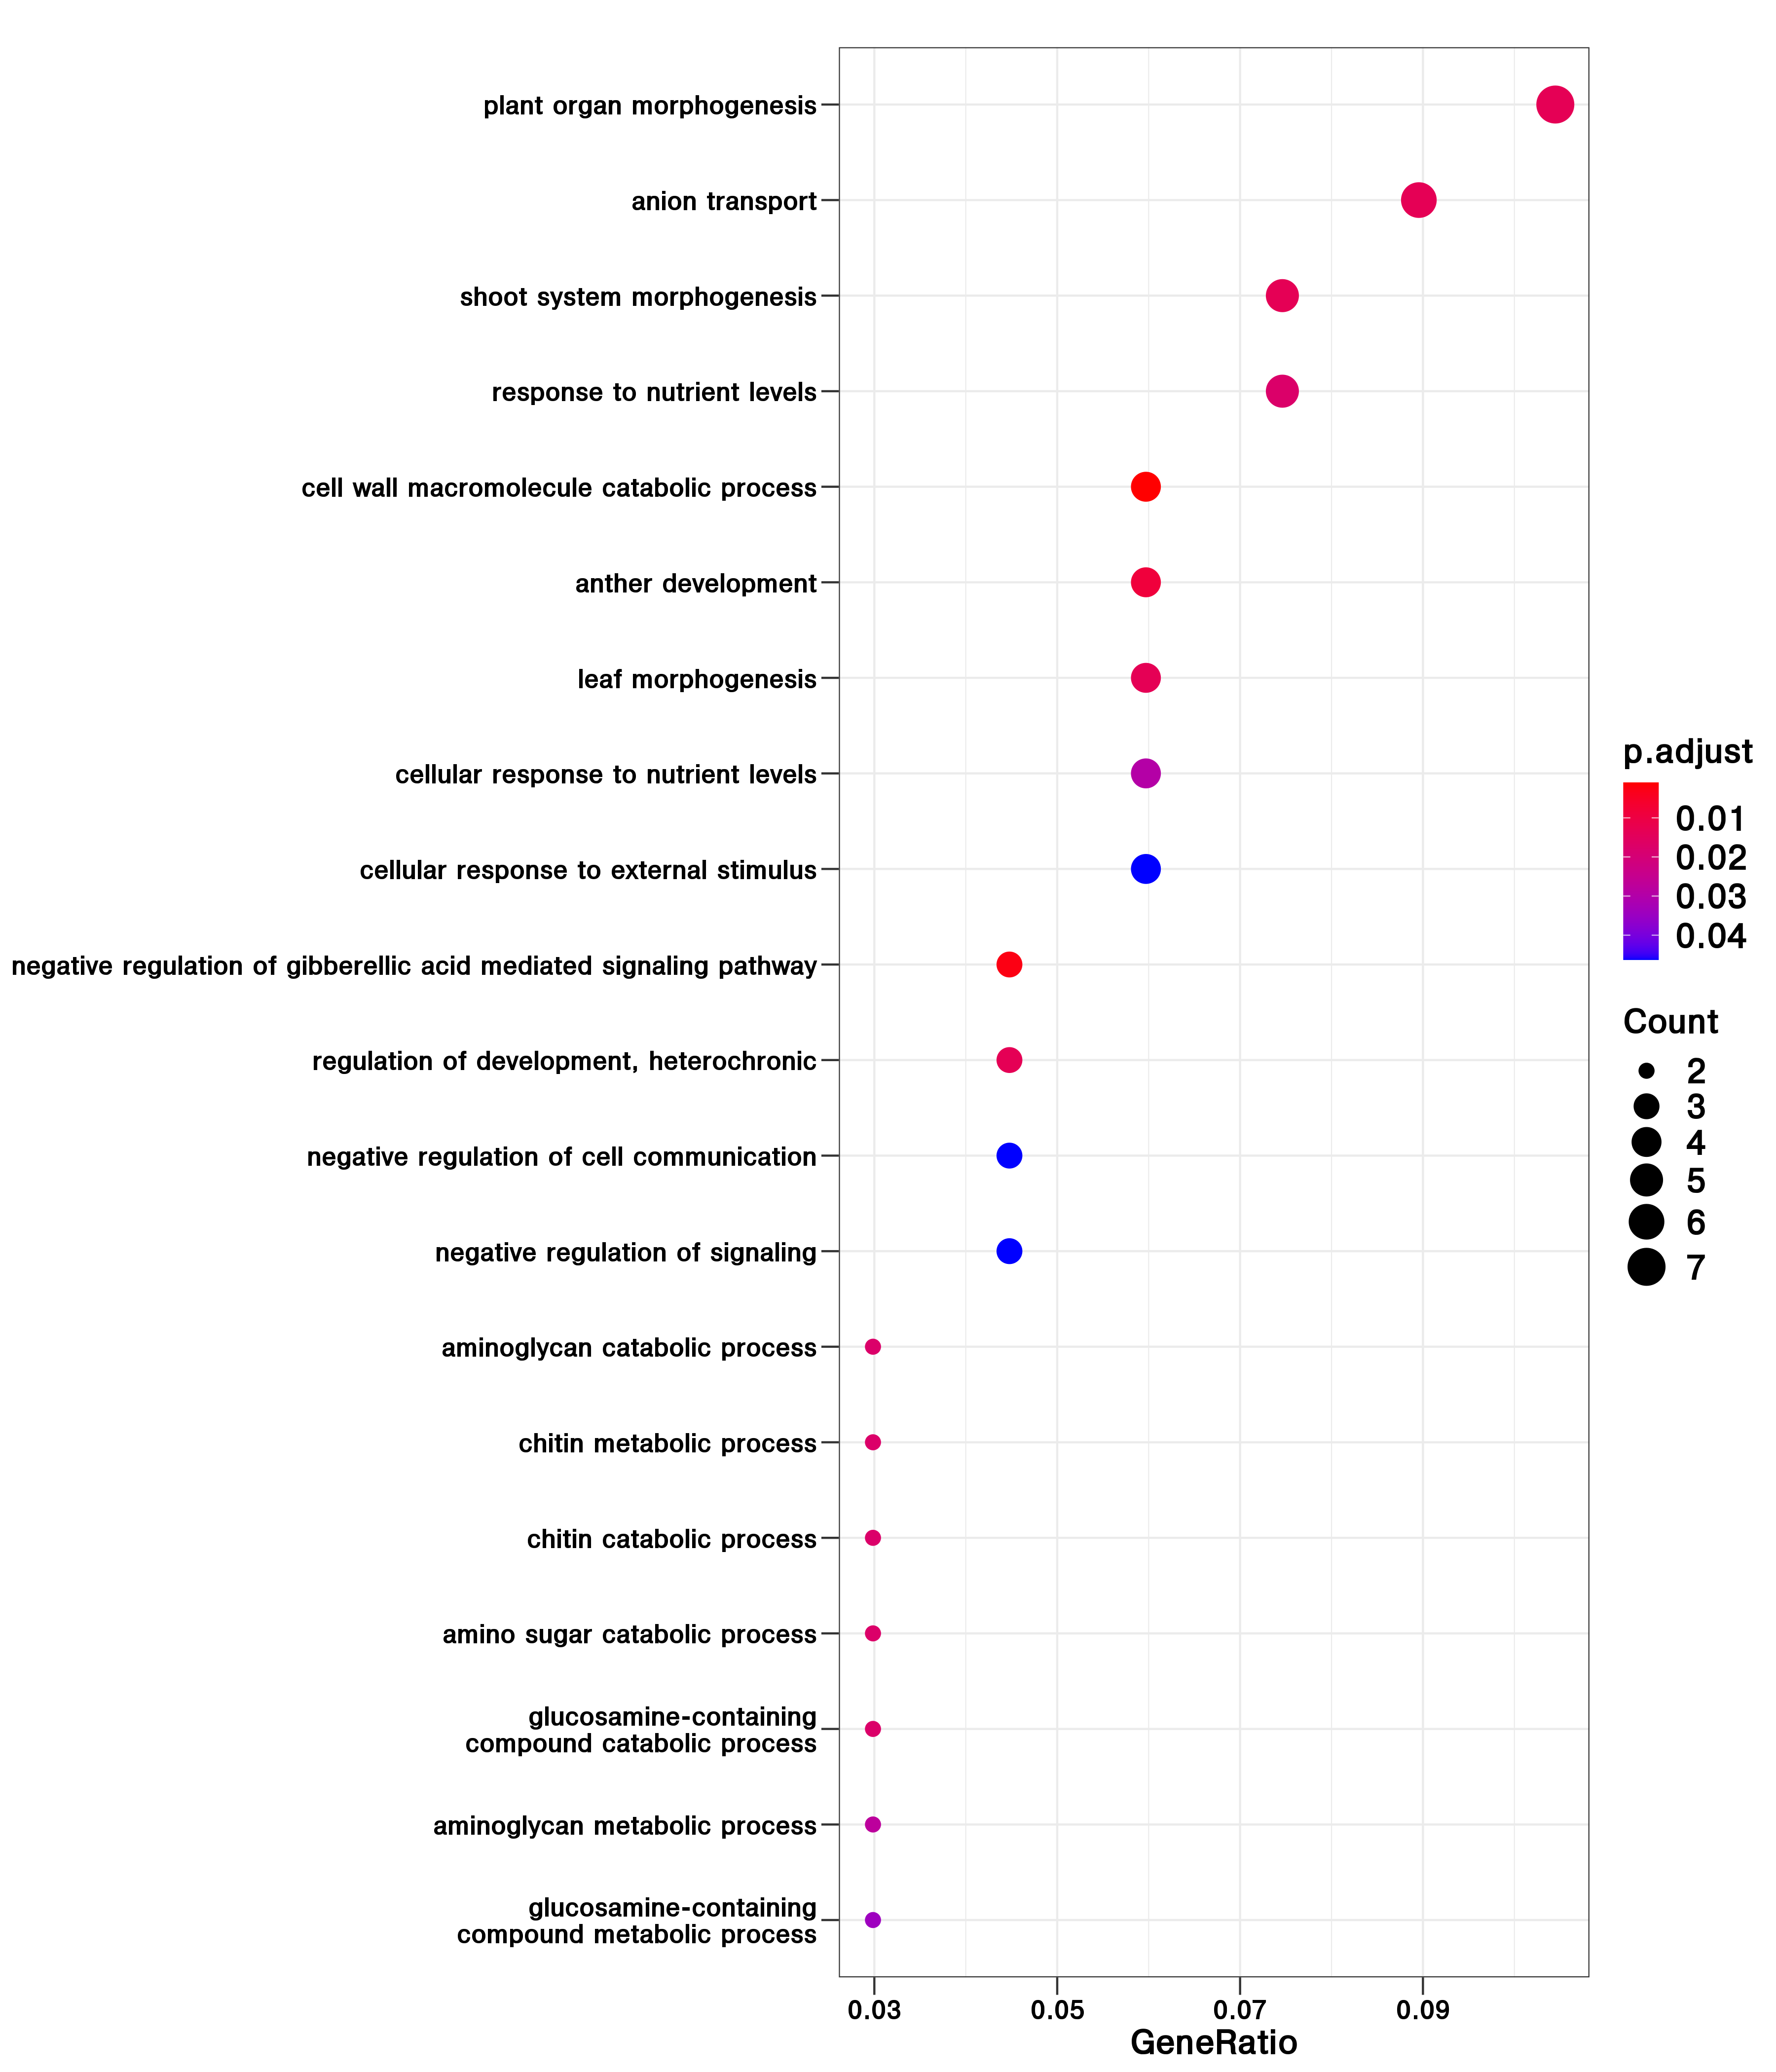 plant organ morphogenesis
anion transport
shoot system morphogenesis
response to nutrient levels
cell wall macromolecule catabolic process
anther development
leaf morphogenesis
cellular response to nutrient levels
cellular response to external stimulus
negative regulation of gibberellic acid mediated signaling pathway
regulation of development, heterochronic
negative regulation of cell communication
negative regulation of signaling
aminoglycan catabolic process
chitin metabolic process
chitin catabolic process
amino sugar catabolic process
glucosamine-containing
compound catabolic process
aminoglycan metabolic process
glucosamine-containing
compound metabolic process
0.03 0.05 0.07 0.09
GeneRatio
p.adjust
0.01
0.02
0.03
0.04
Count
2
3
4
5
6
7